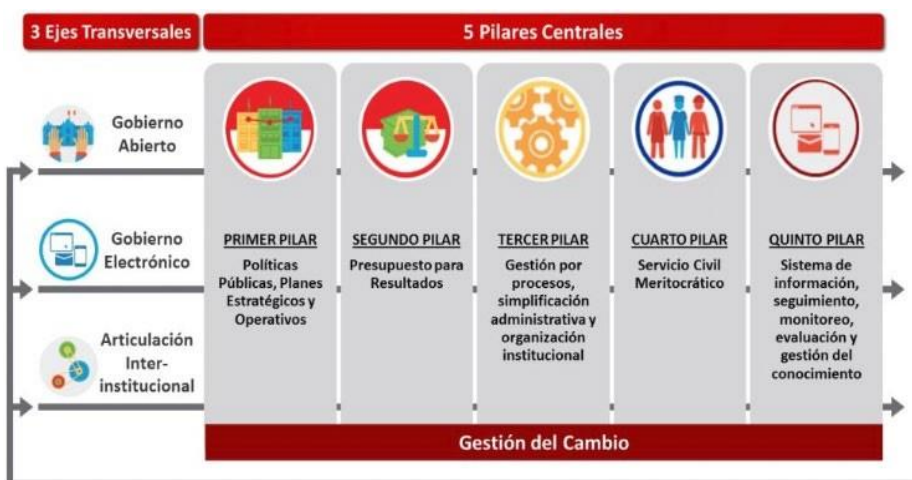 3 Ejes Transversales
5 Pilares Centrales
Gobierno
Abierto
Gobierno
Electrónico
Articulación
Inter-
institucional
PRIMER PILAR
Políticas
Públicas, Planes
Estratégicos y
Operativos
SEGUNDO PILAR
Presupuesto para
Resultados
TERCER PILAR
Gestión por
procesos,
simplificación
administrativa y
organización
institucional
CUARTO PILAR
Servicio Civil
Meritocrático
QUINTO PILAR
Sistema de
información,
seguimiento,
monitoreo,
evaluación y
gestión del
conocimiento
Gestión del Cambio